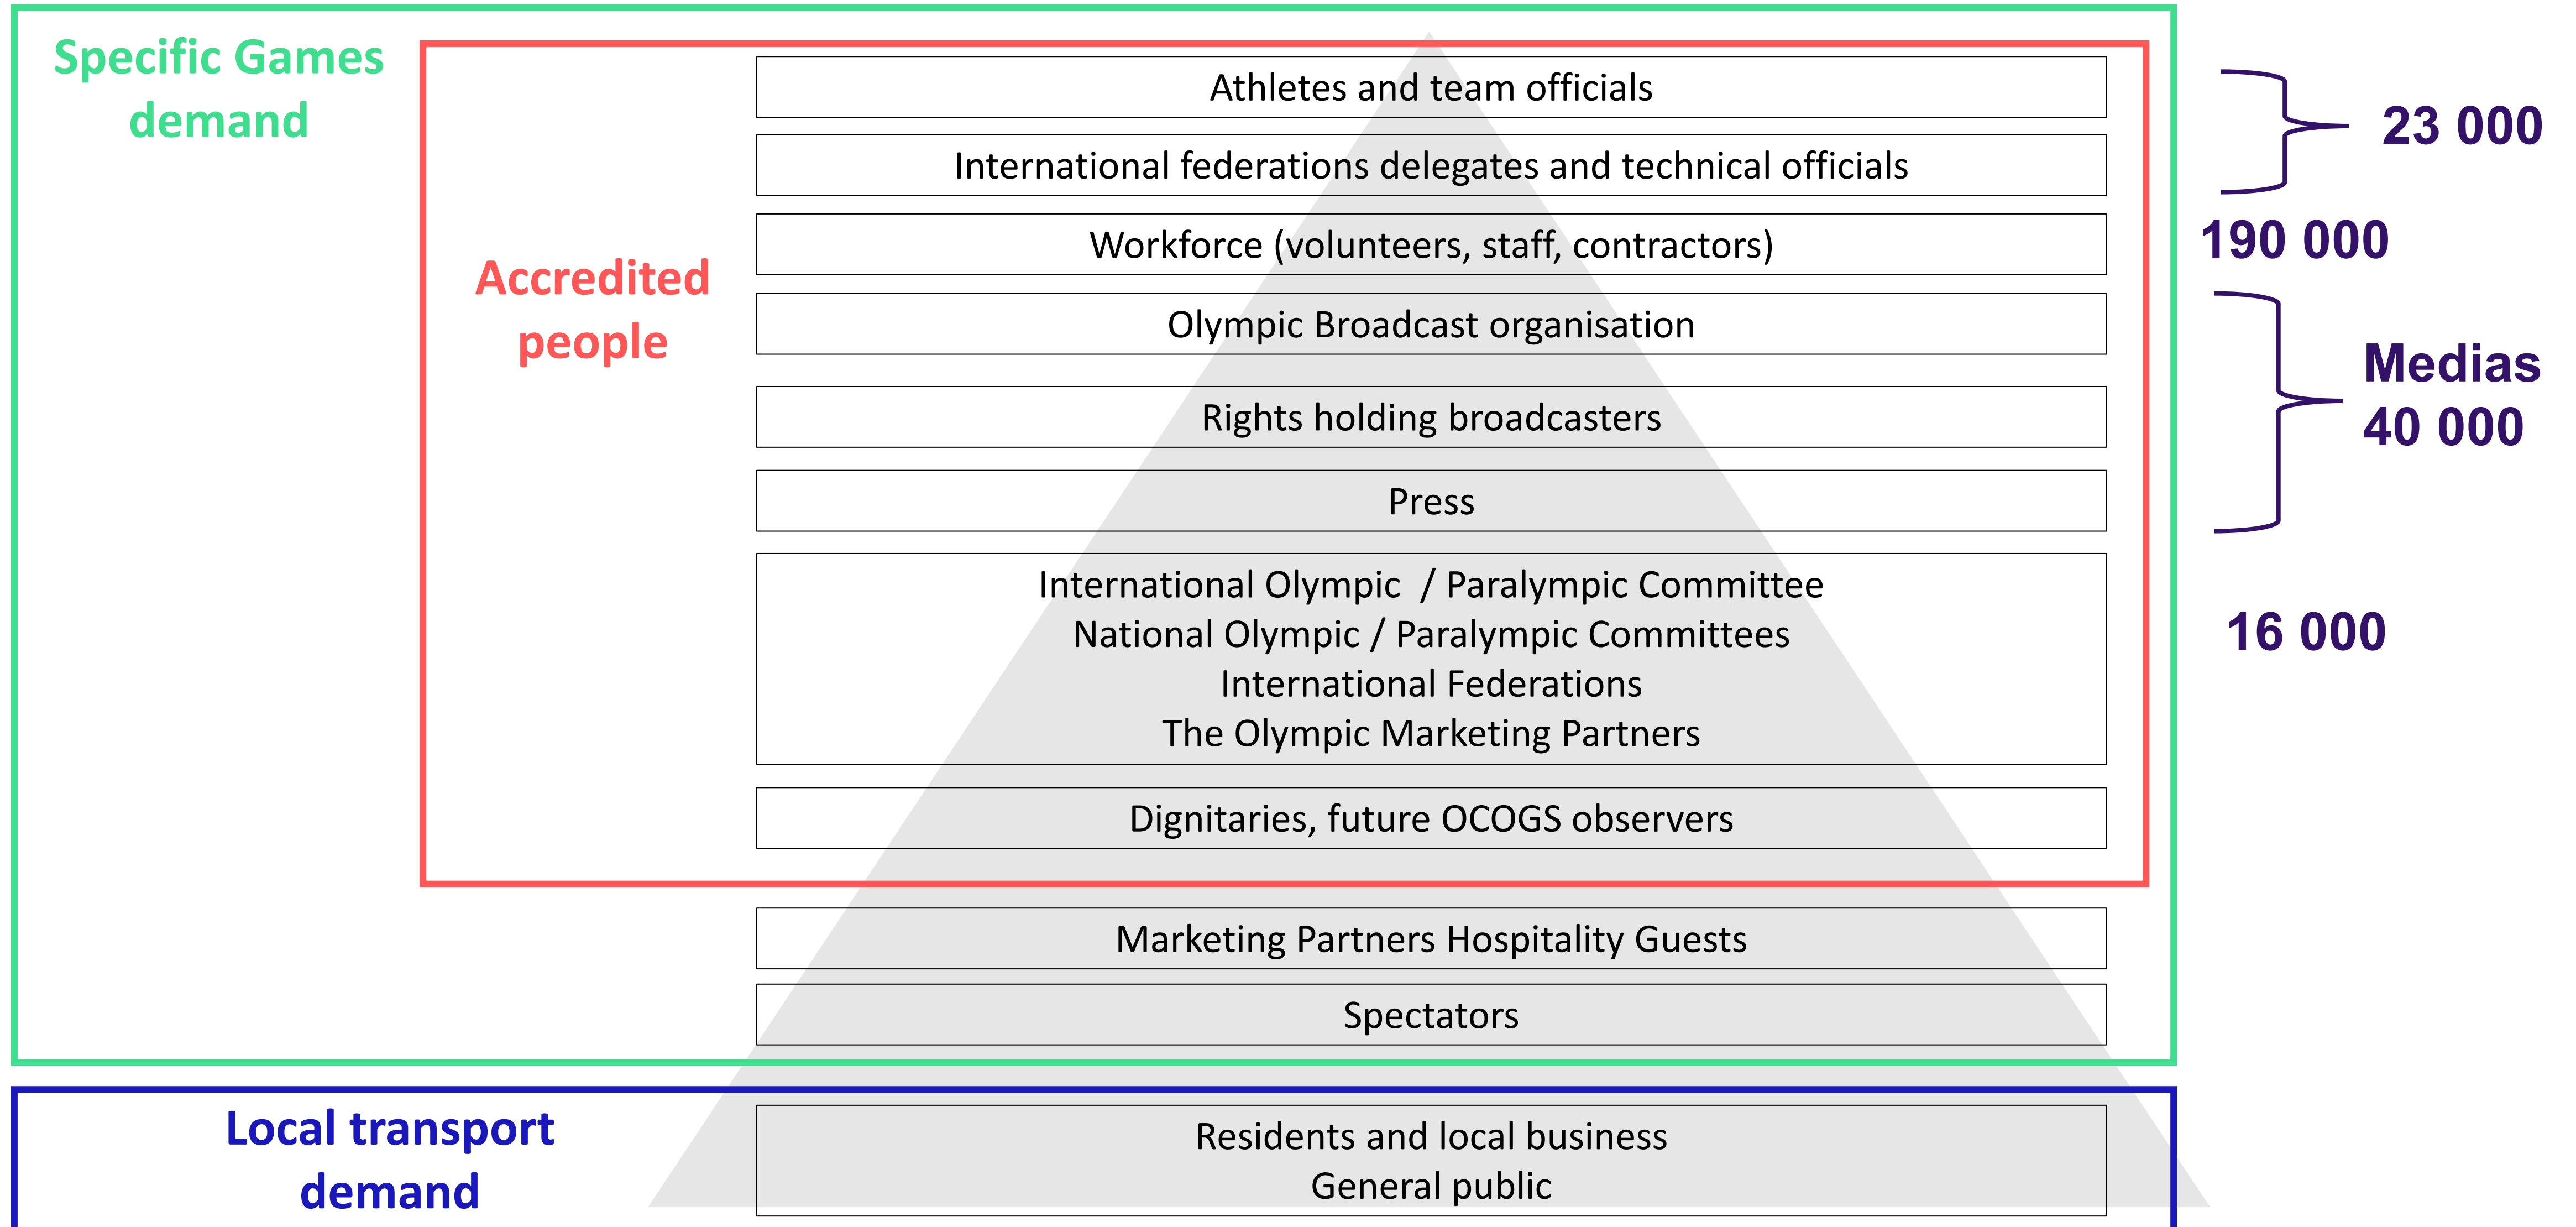 Specific Games
demand
Accredited
people
Athletes and team officials
International federations delegates and technical officials
23 000
Workforce (volunteers, staff, contractors)
190 000
Olympic Broadcast organisation
Rights holding broadcasters
Press
Medias
40 000
International Olympic / Paralympic Committee
National Olympic / Paralympic Committees
International Federations
The Olympic Marketing Partners
16 000
Dignitaries, future OCOGS observers
Marketing Partners Hospitality Guests
Spectators
Local transport
demand
Residents and local business
General public